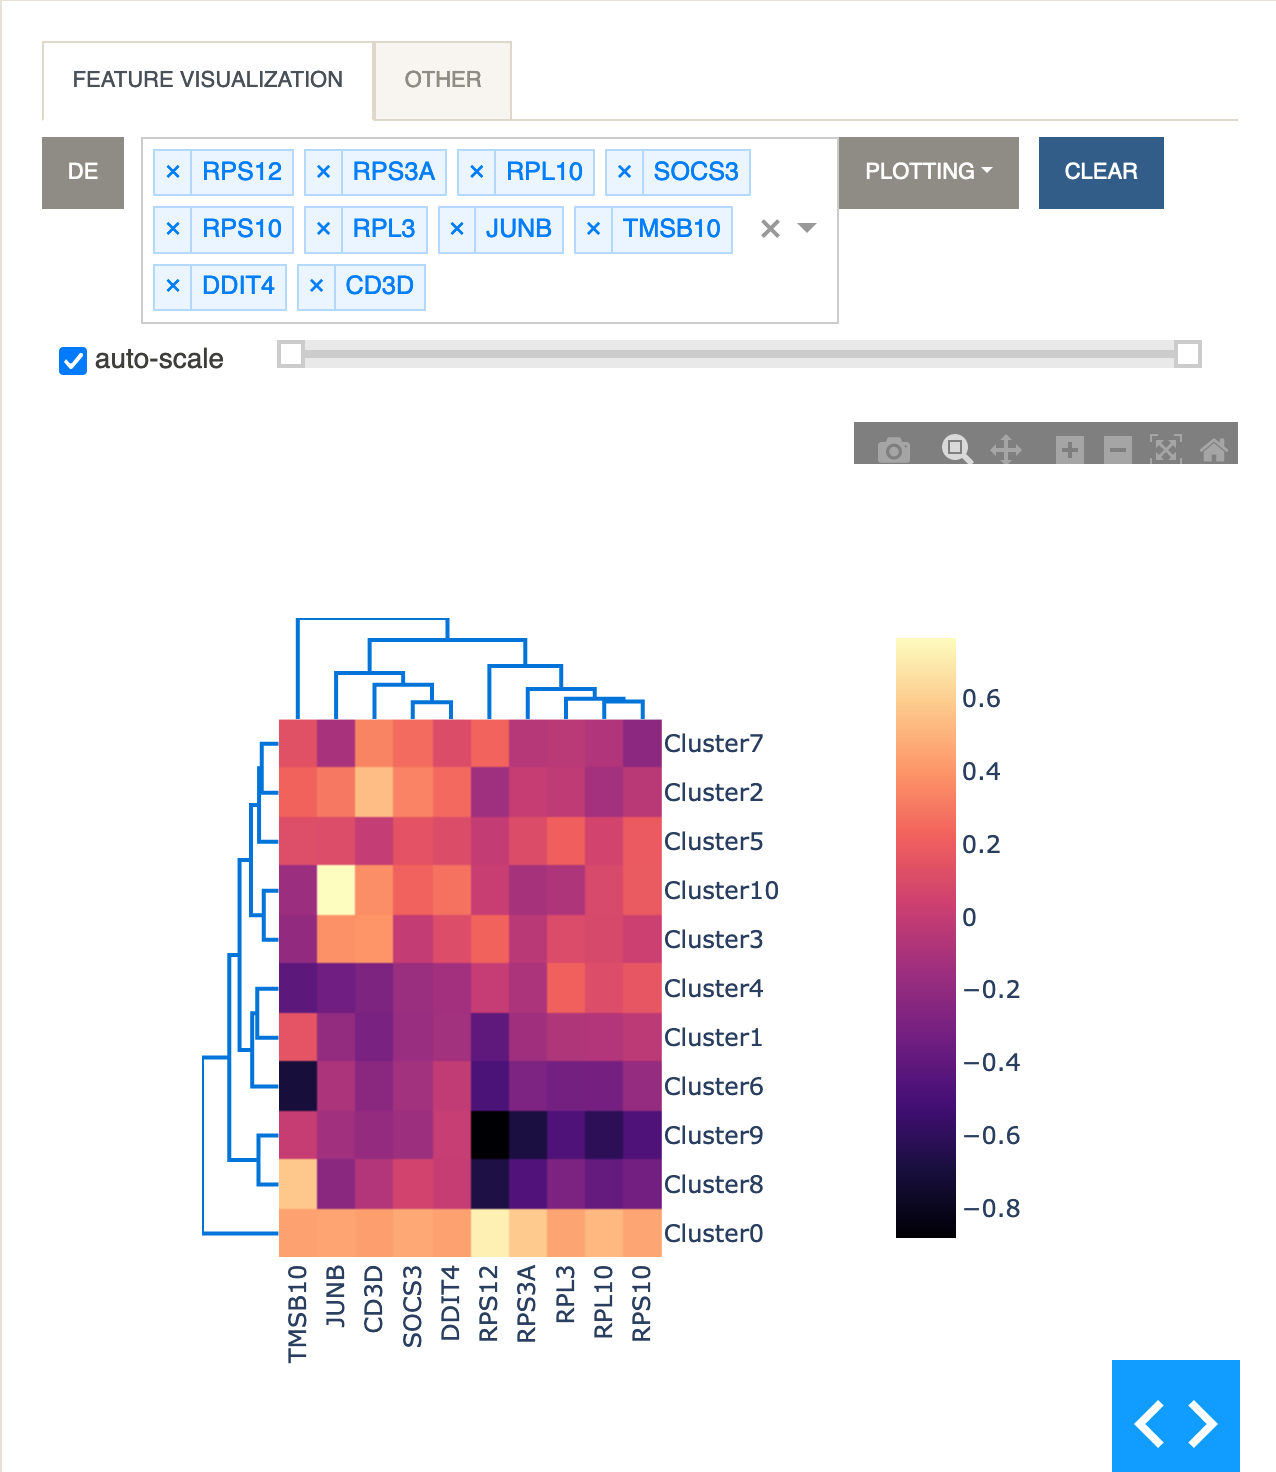 FEATURE VISUALIZATION OTHER
DE × RPS12 × RPS3A × RPL10 × SOCS3 PLOTTING CLEAR
× RPS10 × RPL3 × JUNB × TMSB10 ×
× DDIT4 × CD3D
auto-scale
Cluster7
Cluster2
Cluster5
Cluster10
Cluster3
Cluster4
Cluster1
Cluster6
Cluster9
Cluster8
Cluster0
0.6
0.4
0.2
0
−0.2
−0.4
−0.6
−0.8
TMSB10
JUNB
CD3D
SOCS3
DDIT4
RPS12
RPS3A
RPL3
RPL10
RPS10